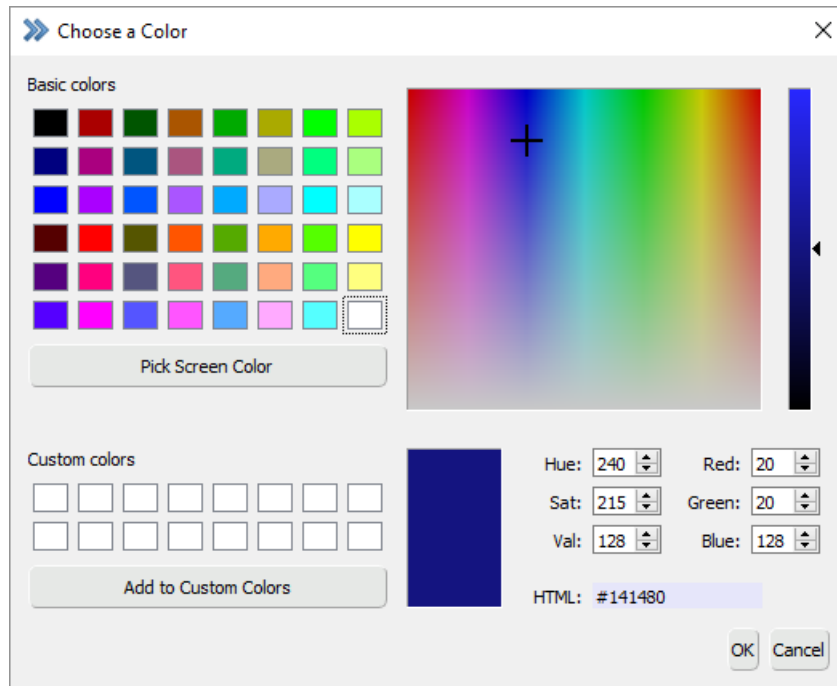 Choose a Color
Basic colors
Pick Screen Color
Custom colors
Add to Custom Colors
Hue: 240 Red: 20
Sat: 215 Green: 20
Val: 128 Blue: 128
HTML: #141480
OK Cancel